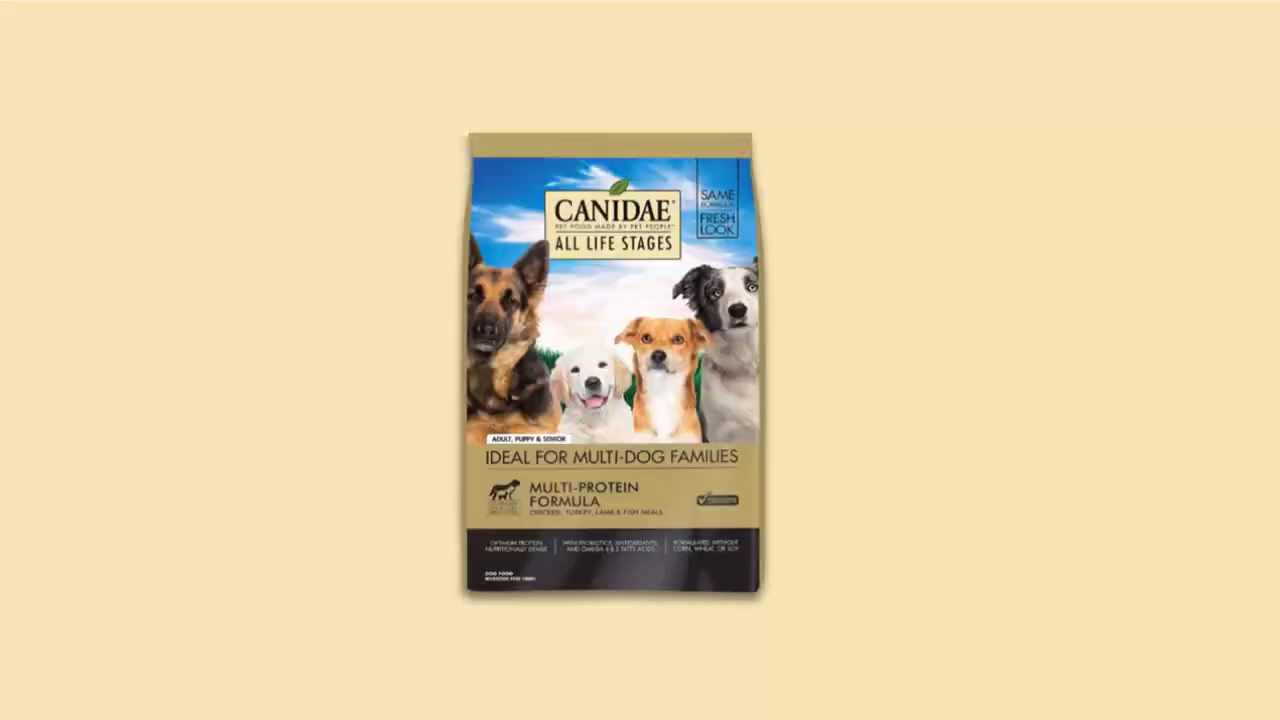 CANIDAE®
PET FOOD MADE BY PET PEOPLE™
ALL LIFE STAGES
SAME
FORMULA
FRESH
LOOK
ADULT, PUPPY & SENIOR
IDEAL FOR MULTI-DOG FAMILIES
MULTI-PROTEIN
FORMULA
CHICKEN, TURKEY, LAMB & FISH MEALS
OPTIMUM PROTEIN
NUTRITIONALLY DENSE
WITH PROBIOTICS, ANTIOXIDANTS,
AND OMEGA 6 & 3 FATTY ACIDS
FORMULATED WITHOUT
CORN, WHEAT, OR SOY
DOG FOOD